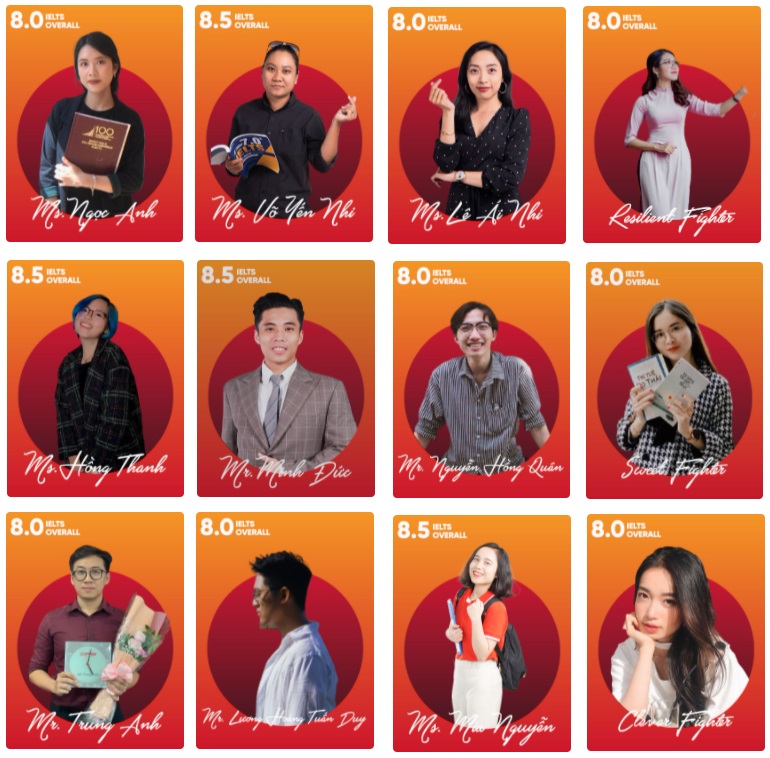 8.0 IELTS OVERALL
Ms. Ngọc Anh
8.5 IELTS OVERALL
7.0
IELTS
Ms. Võ Yến Nhi
8.0 IELTS OVERALL
Ms. Lê Ái Nhi
8.0 IELTS OVERALL
Resilient Fighter
8.5 IELTS OVERALL
Ms. Hồng Thanh
8.5 IELTS OVERALL
Mr. Minh Đức
8.0 IELTS OVERALL
Mr. Nguyễn Hồng Quân
8.0 IELTS OVERALL
Sweet Fighter
8.0 IELTS OVERALL
Mr. Trung Anh
8.0 IELTS OVERALL
Mr. Lương Hoàng Tuấn Duy
8.5 IELTS OVERALL
Ms. Mai Nguyễn
8.0 IELTS OVERALL
Clever Fighter